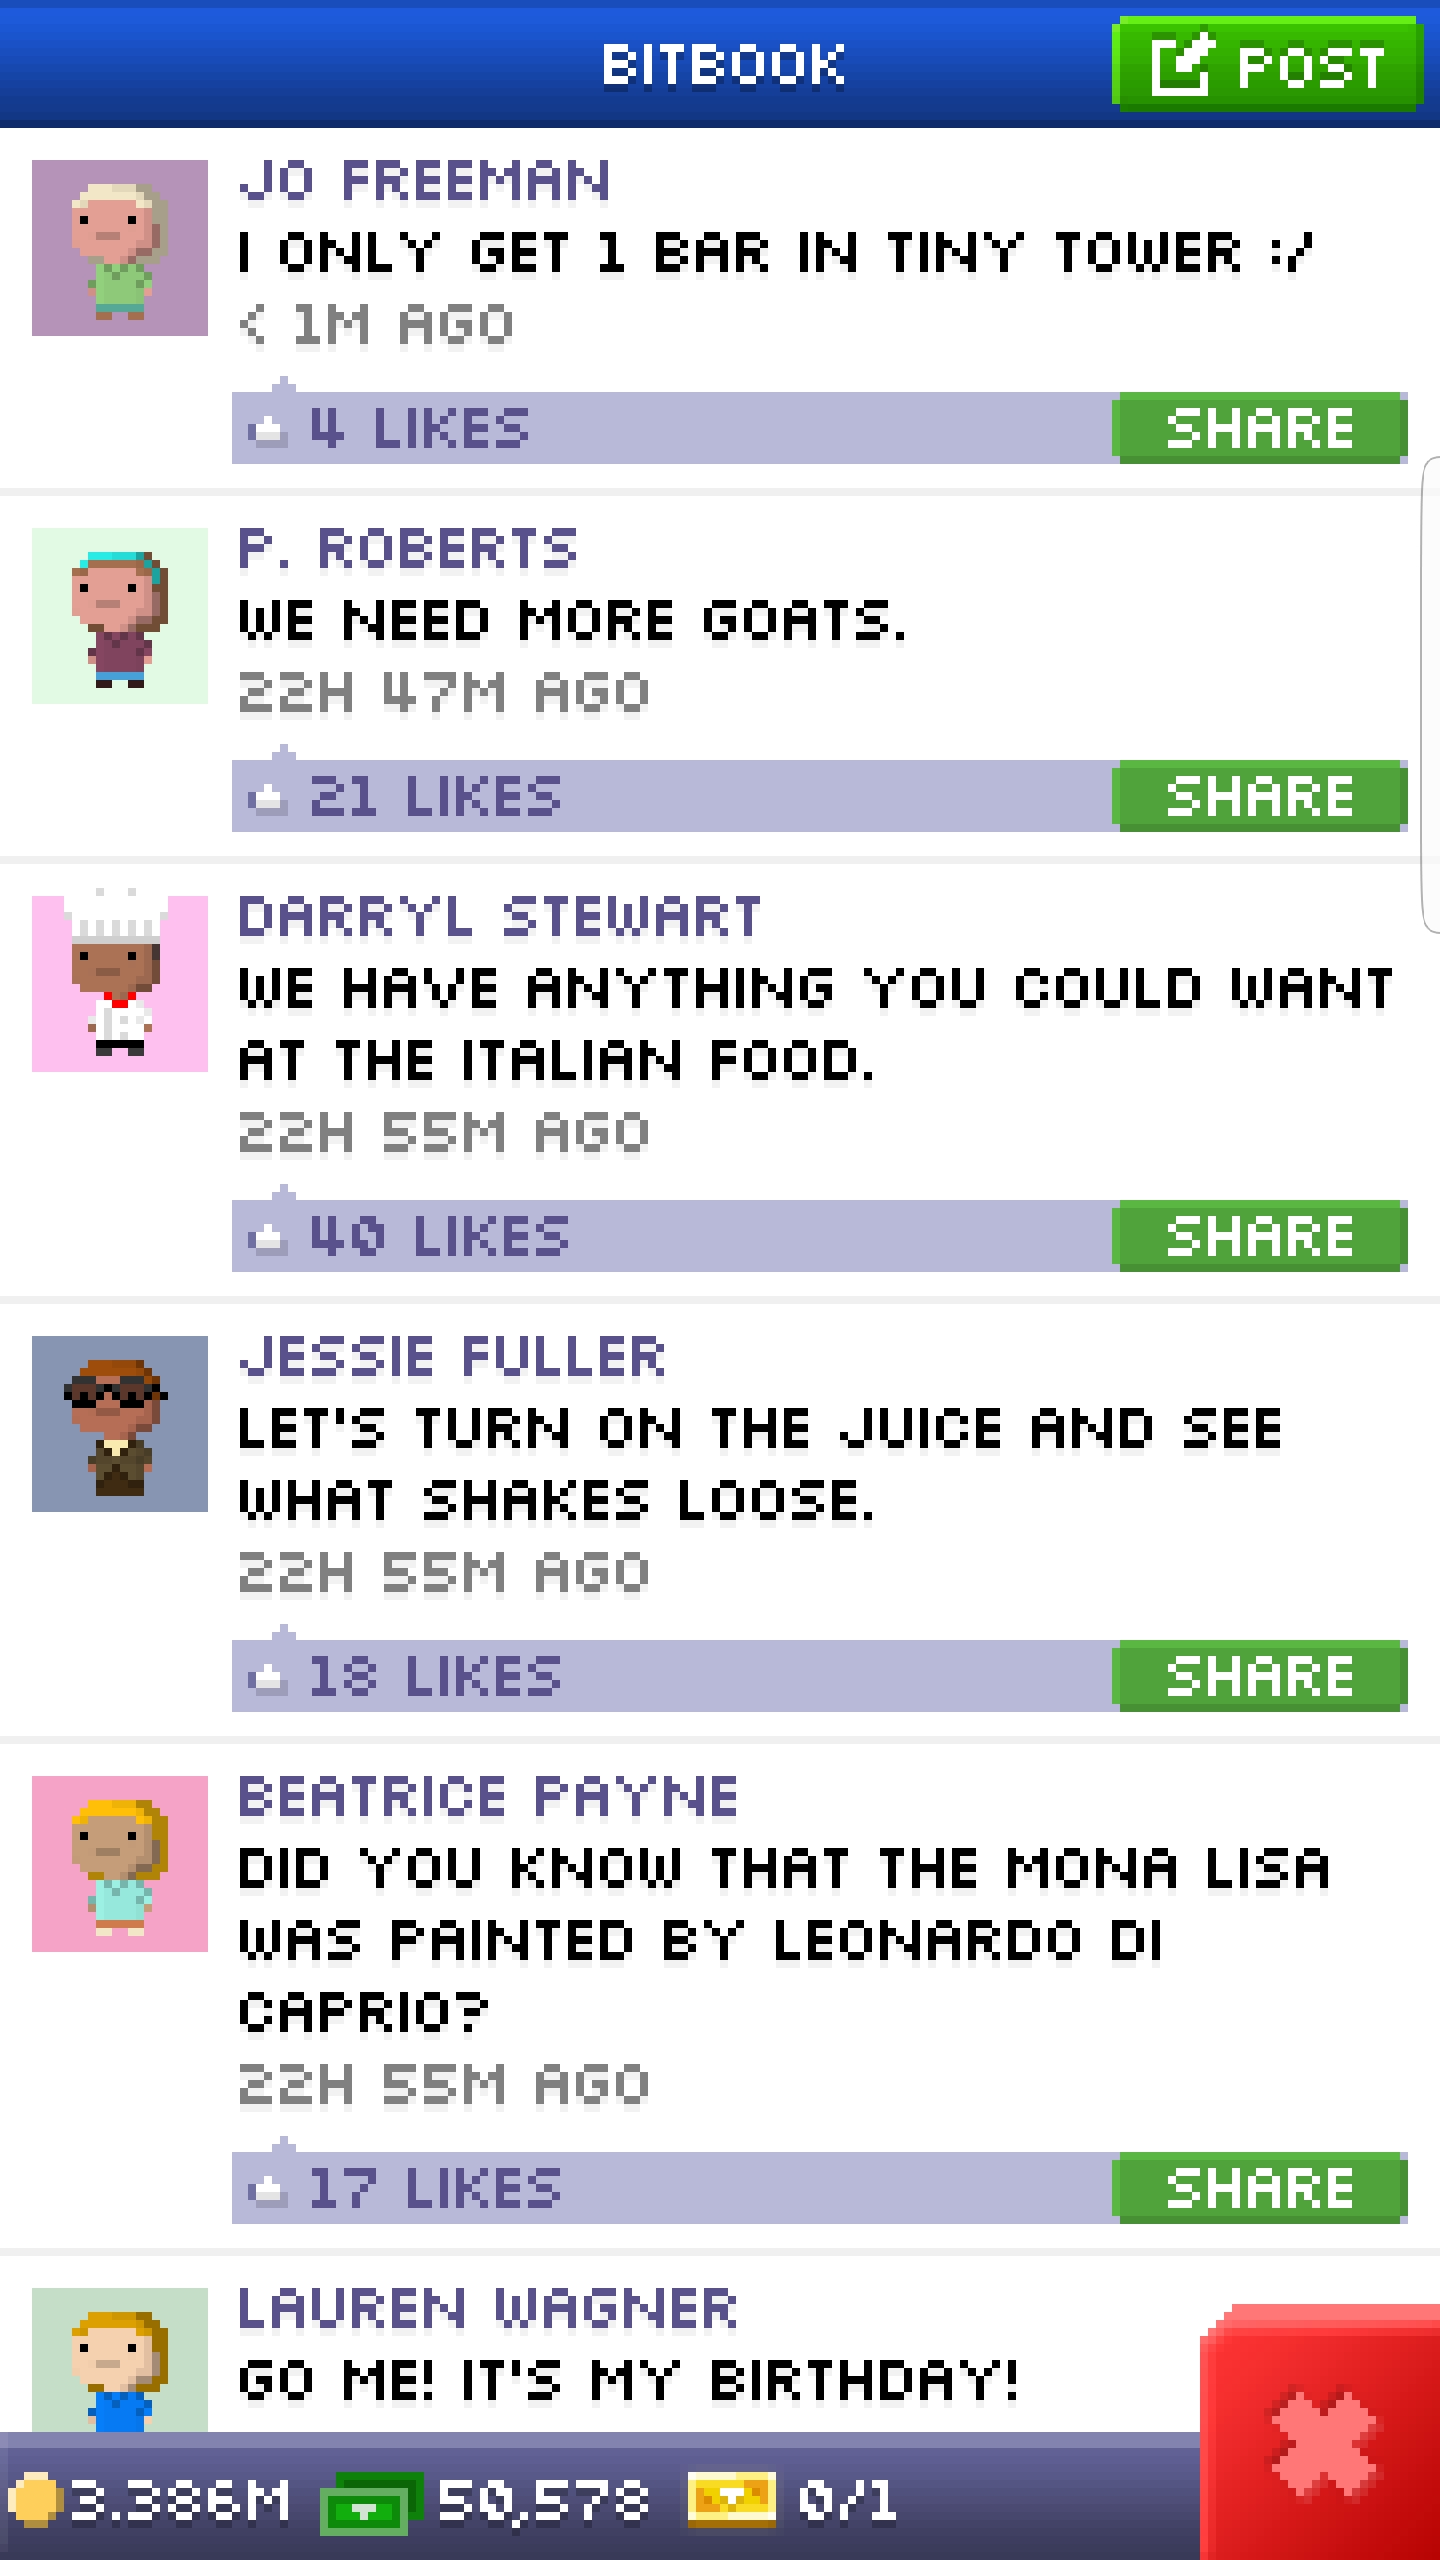 BITBOOK
POST
JO FREEMAN
I ONLY GET 1 BAR IN TINY TOWER :/
< 1M AGO
4 LIKES
SHARE
P. ROBERTS
WE NEED MORE GOATS.
22H 47M AGO
21 LIKES
SHARE
DARRYL STEWART
WE HAVE ANYTHING YOU COULD WANT
AT THE ITALIAN FOOD.
22H 55M AGO
40 LIKES
SHARE
JESSIE FULLER
LET'S TURN ON THE JUICE AND SEE
WHAT SHAKES LOOSE.
22H 55M AGO
18 LIKES
SHARE
BEATRICE PAYNE
DID YOU KNOW THAT THE MONA LISA
WAS PAINTED BY LEONARDO DI
CAPRIO?
22H 55M AGO
17 LIKES
SHARE
LAUREN WAGNER
GO ME! IT'S MY BIRTHDAY!
3.386M
50,578
0/1